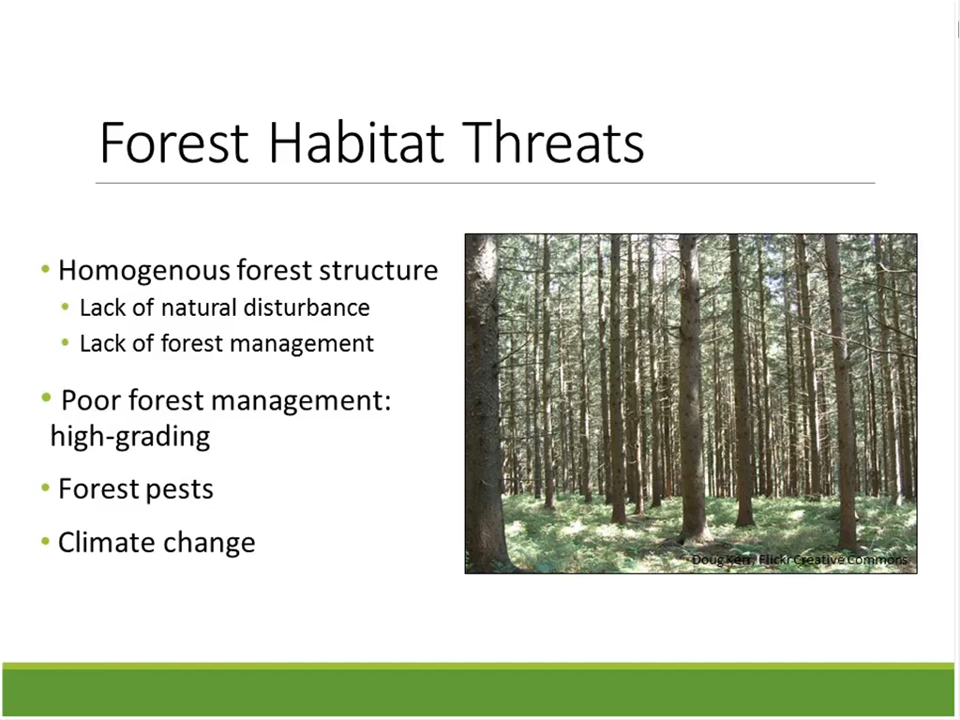 Forest Habitat Threats
• Homogenous forest structure
• Lack of natural disturbance
• Lack of forest management
• Poor forest management:
high-grading
• Forest pests
• Climate change
Doug Kerr, Flickr Creative Commons